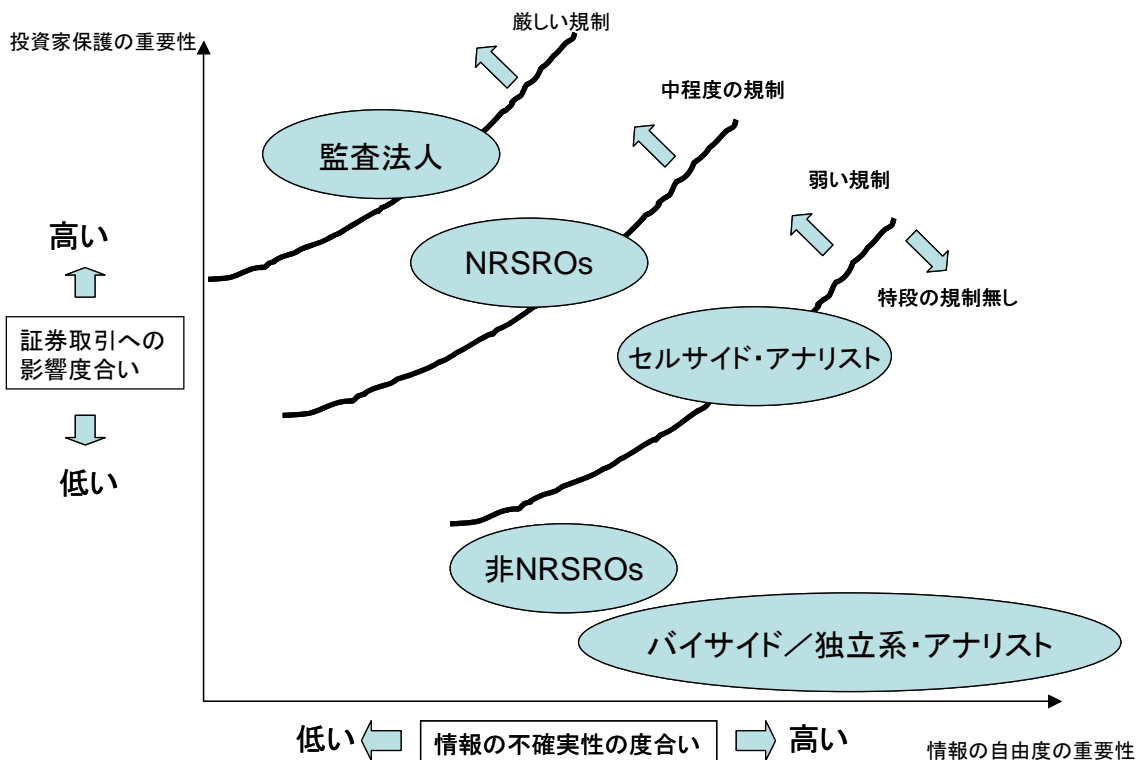 厳しい規制
投資家保護の重要性
中程度の規制
監査法人
弱い規制
高い
NRSROs
特段の規制無し
証券取引への
影響度合い
セルサイド・アナリスト
低い
非NRSROs
バイサイド／独立系・アナリスト
低い
情報の不確実性の度合い
高い
情報の自由度の重要性